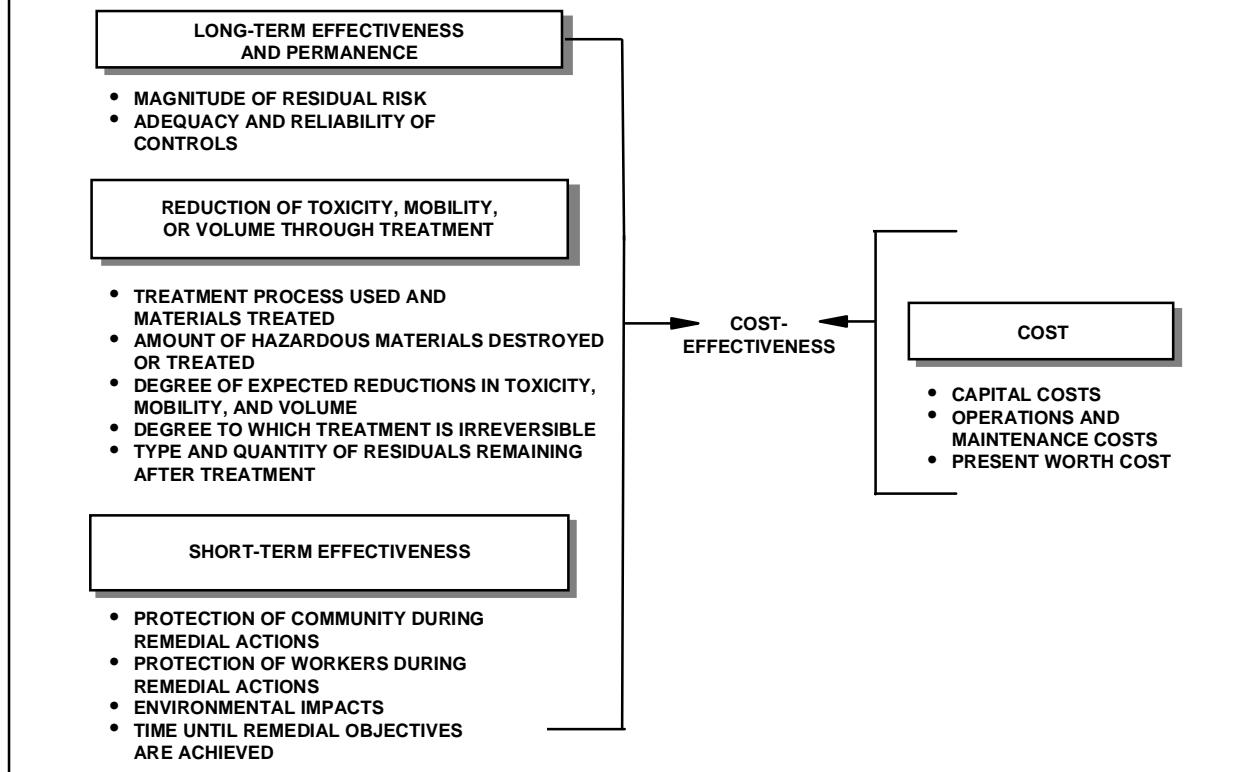 LONG-TERM EFFECTIVENESS
AND PERMANENCE
• MAGNITUDE OF RESIDUAL RISK
• ADEQUACY AND RELIABILITY OF
CONTROLS
REDUCTION OF TOXICITY, MOBILITY,
OR VOLUME THROUGH TREATMENT
• TREATMENT PROCESS USED AND
MATERIALS TREATED
• AMOUNT OF HAZARDOUS MATERIALS DESTROYED
OR TREATED
• DEGREE OF EXPECTED REDUCTIONS IN TOXICITY,
MOBILITY, AND VOLUME
• DEGREE TO WHICH TREATMENT IS IRREVERSIBLE
• TYPE AND QUANTITY OF RESIDUALS REMAINING
AFTER TREATMENT
SHORT-TERM EFFECTIVENESS
• PROTECTION OF COMMUNITY DURING
REMEDIAL ACTIONS
• PROTECTION OF WORKERS DURING
REMEDIAL ACTIONS
• ENVIRONMENTAL IMPACTS
• TIME UNTIL REMEDIAL OBJECTIVES
ARE ACHIEVED
COST-
EFFECTIVENESS
COST
• CAPITAL COSTS
• OPERATIONS AND
MAINTENANCE COSTS
• PRESENT WORTH COST